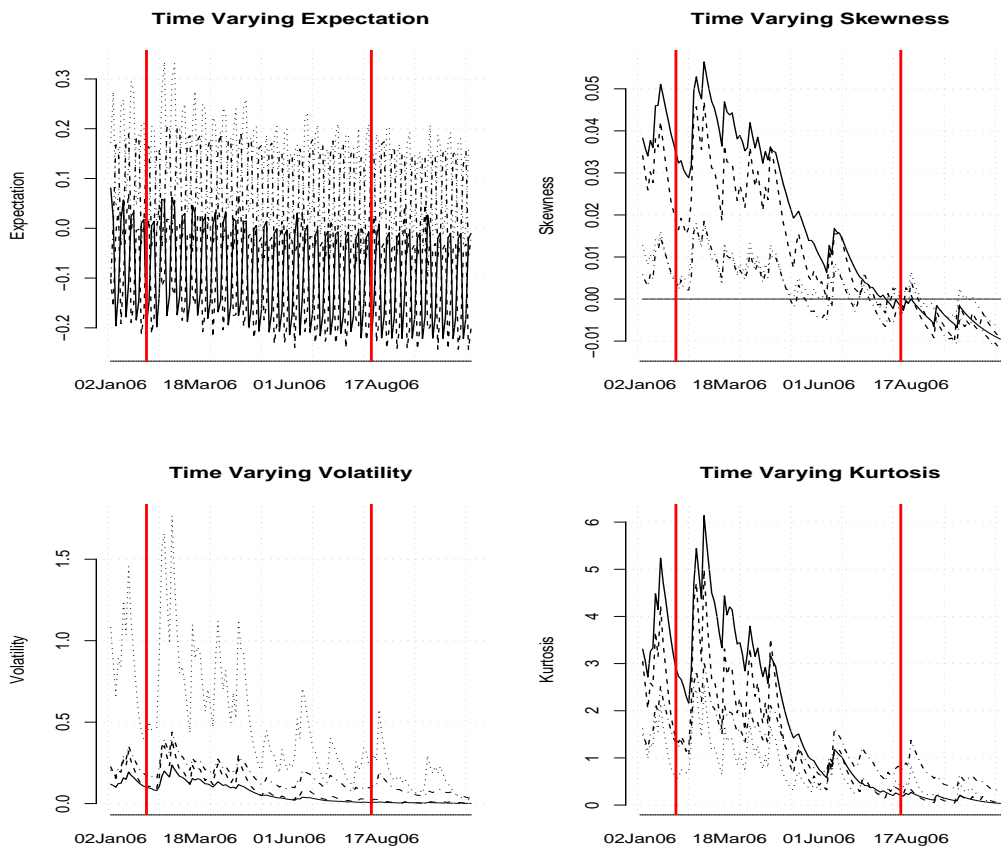 Time Varying Expectation
Expectation
0.3
0.2
0.1
0.0
-0.1
-0.2
02Jan06 18Mar06 01Jun06 17Aug06
Time Varying Skewness
Skewness
0.05
0.04
0.03
0.02
0.01
0.00
-0.01
02Jan06 18Mar06 01Jun06 17Aug06
Time Varying Volatility
Volatility
1.5
1.0
0.5
0.0
02Jan06 18Mar06 01Jun06 17Aug06
Time Varying Kurtosis
Kurtosis
6
5
4
3
2
1
0
02Jan06 18Mar06 01Jun06 17Aug06